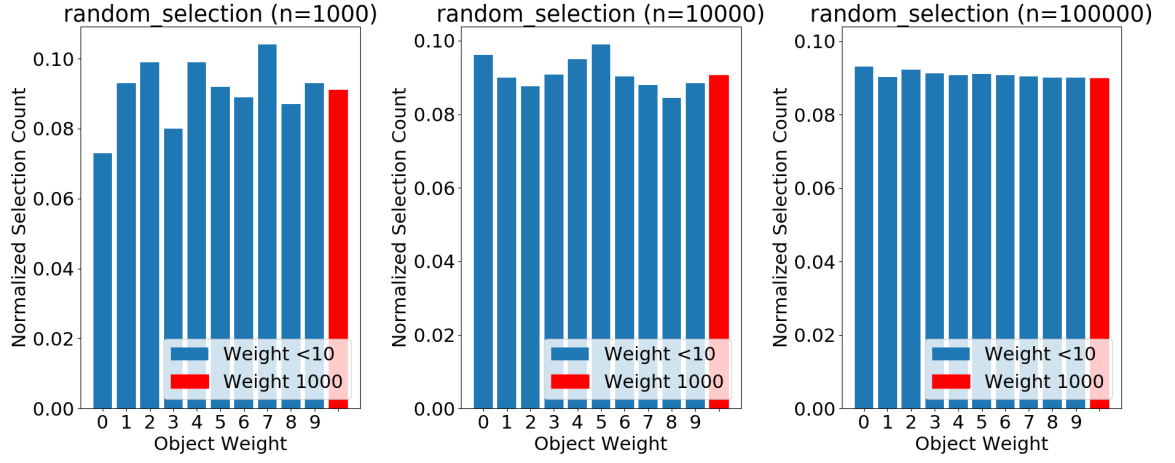 random_selection (n=1000)
Normalized Selection Count
0.10
0.08
0.06
0.04
0.02
0.00
Weight <10
Weight 1000
0 1 2 3 4 5 6 7 8 9
Object Weight
random_selection (n=10000)
Normalized Selection Count
0.10
0.08
0.06
0.04
0.02
0.00
Weight <10
Weight 1000
0 1 2 3 4 5 6 7 8 9
Object Weight
random_selection (n=100000)
Normalized Selection Count
0.10
0.08
0.06
0.04
0.02
0.00
Weight <10
Weight 1000
0 1 2 3 4 5 6 7 8 9
Object Weight